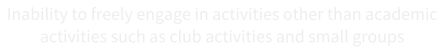 Inability to freely engage in activities other than academic
activities such as club activities and small groups